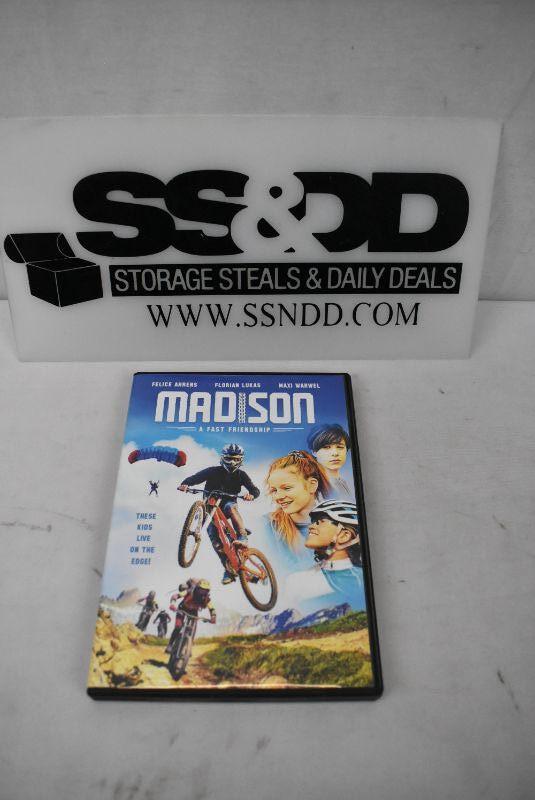 SS&DD
STORAGE STEALS & DAILY DEALS
WWW.SSNDD.COM
FELICE AHRENS FLORIAN LUKAS MAXI WARWEL
MADISON
A FAST FRIENDSHIP
THESE
KIDS
LIVE
ON THE
EDGE!